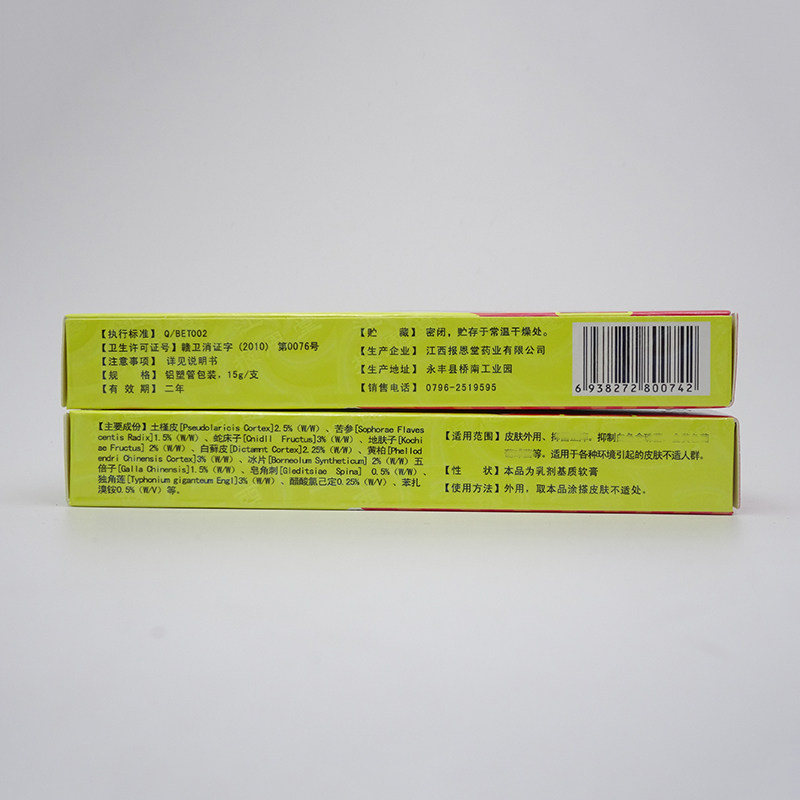 【执行标准】 Q/BET002
【卫生许可证号】赣卫消证字（2010）第0076号
【注意事项】 详见说明书
【规 格】 铝塑管包装，15g/支
【有 效 期】 二年
【贮 藏】 密闭，贮存于常温干燥处。
【生产企业】 江西报恩堂药业有限公司
【生产地址】 永丰县桥南工业园
【销售电话】 0796-2519595
6 938272 800742
【主要成份】土槿皮[Pseudolaricis Cortex]2.5%（W/W）、苦参[Sophorae Flaves
centis Radix]1.5%（W/W）、蛇床子[Cnidll Fructus]3%（W/W）、地肤子[Kochi
ae Fructus] 2%（W/W）、白藓皮[Dictamnt Cortex]2.25%（W/W）、黄柏[Phellod
endri Chinensis Cortex]3%（W/W）、冰片[Borneolum Syntheticum] 2%（W/W）五
倍子[Galla Chinensis]1.5%（W/W）、皂角刺[Gleditsiae Spina] 0.5%（W/W）、
独角莲[Typhonium giganteum Engl]3%（W/W）、醋酸氯己定0.25%（W/V）、苯扎
溴铵0.5%（W/V）等。
【适用范围】 皮肤外用、抑制
等。适用于各种环境引起的皮肤不适人群。
【性 状】 本品为乳剂基质软膏
【使用方法】 外用，取本品涂搽皮肤不适处。